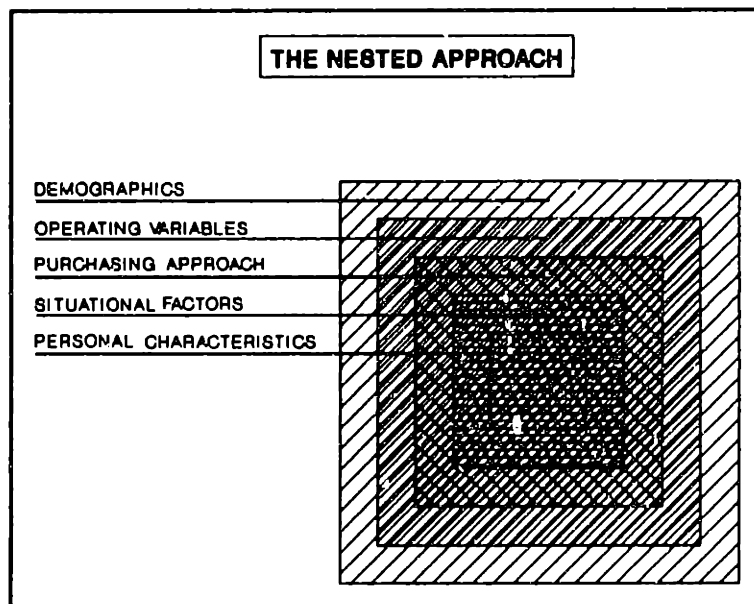 THE NESTED APPROACH
DEMOGRAPHICS
OPERATING VARIABLES
PURCHASING APPROACH
SITUATIONAL FACTORS
PERSONAL CHARACTERISTICS